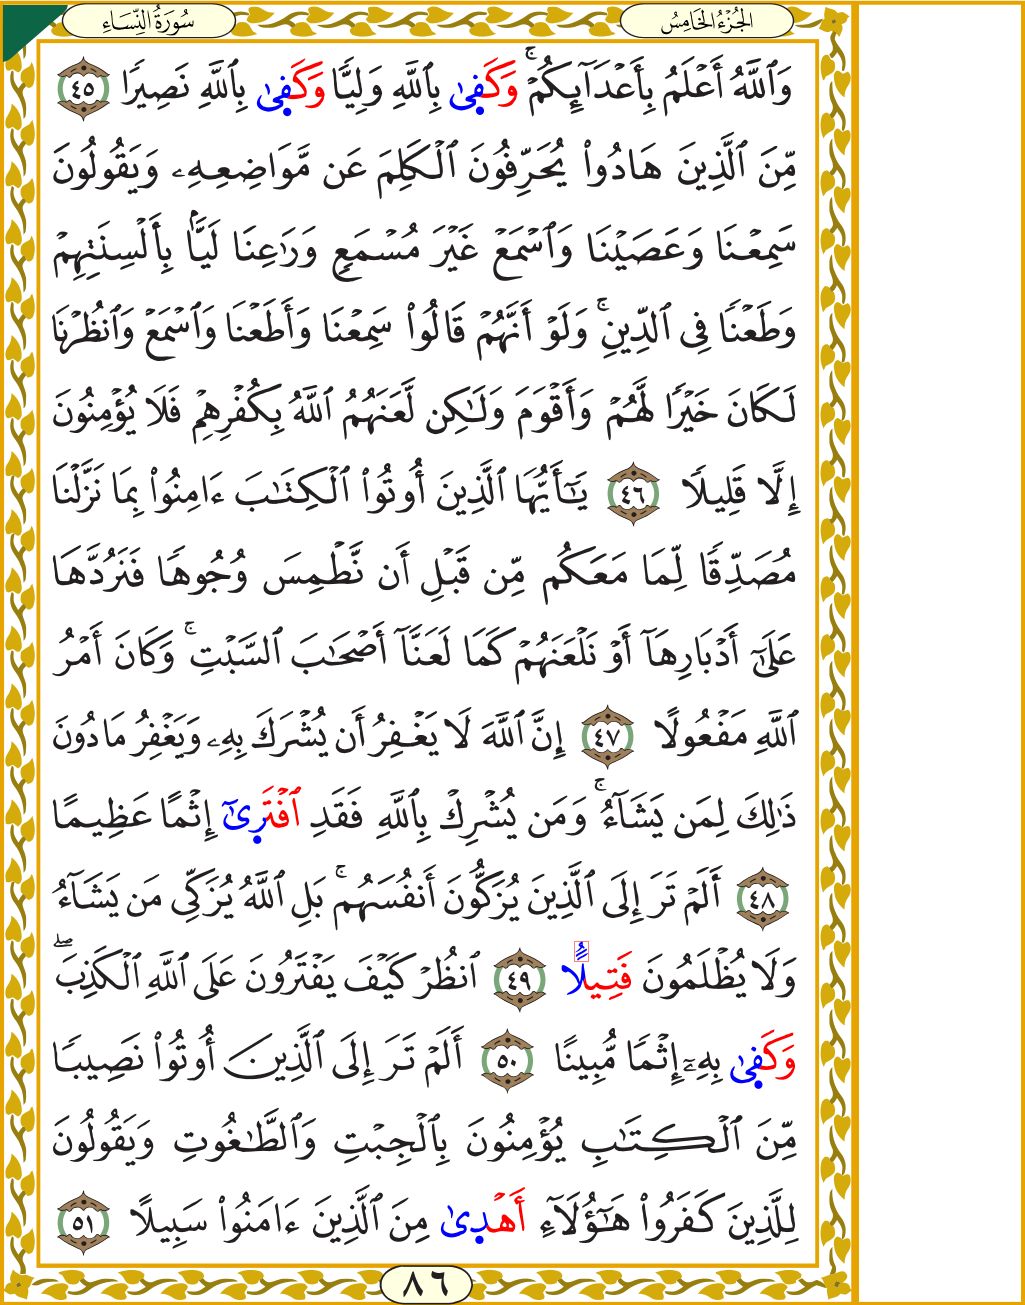 سُورَةُ النِّسَاءِ
الجُزْءُ الخَامِسُ
وَٱللَّهُ أَعۡلَمُ بِأَعۡدَآئِكُمۡۚ وَكَفٜىٰ بِٱللَّهِ وَلِيّٗا وَكَفٜىٰ بِٱللَّهِ نَصِيرٗا ٤٥
مِّنَ ٱلَّذِينَ هَادُواْ يُحَرِّفُونَ ٱلۡكَلِمَ عَن مَّوَاضِعِهِۦ وَيَقُولُونَ
سَمِعۡنَا وَعَصَيۡنَا وَٱسۡمَعۡ غَيۡرَ مُسۡمَعٖ وَرَٰعِنَا لَيَّۢا بِأَلۡسِنَتِهِمۡ
وَطَعۡنٗا فِي ٱلدِّينِۚ وَلَوۡ أَنَّهُمۡ قَالُواْ سَمِعۡنَا وَأَطَعۡنَا وَٱسۡمَعۡ وَٱنظُرۡنَا
لَكَانَ خَيۡرٗا لَّهُمۡ وَأَقۡوَمَ وَلَٰكِن لَّعَنَهُمُ ٱللَّهُ بِكُفۡرِهِمۡ فَلَا يُؤۡمِنُونَ
إِلَّا قَلِيلٗا ٤٦ يَٰٓأَيُّهَا ٱلَّذِينَ أُوتُواْ ٱلۡكِتَٰبَ ءَامِنُواْ بِمَا نَزَّلۡنَا
مُصَدِّقٗا لِّمَا مَعَكُم مِّن قَبۡلِ أَن نَّطۡمِسَ وُجُوهٗا فَنَرُدَّهَا
عَلَىٰٓ أَدۡبَارِهَآ أَوۡ نَلۡعَنَهُمۡ كَمَا لَعَنَّآ أَصۡحَٰبَ ٱلسَّبۡتِۚ وَكَانَ أَمۡرُ
ٱللَّهِ مَفۡعُولًا ٤٧ إِنَّ ٱللَّهَ لَا يَغۡفِرُ أَن يُشۡرَكَ بِهِۦ وَيَغۡفِرُ مَا دُونَ
ذَٰلِكَ لِمَن يَشَآءُۚ وَمَن يُشۡرِكۡ بِٱللَّهِ فَقَدِ ٱفۡتَرٜىٰٓ إِثۡمًا عَظِيمًا
٤٨ أَلَمۡ تَرَ إِلَى ٱلَّذِينَ يُزَكُّونَ أَنفُسَهُمۚ بَلِ ٱللَّهُ يُزَكِّي مَن يَشَآءُ
وَلَا يُظۡلَمُونَ فَتِيلًا ٤٩ ٱنظُرۡ كَيۡفَ يَفۡتَرُونَ عَلَى ٱللَّهِ ٱلۡكَذِبَۖ
وَكَفٜىٰ بِهِۦٓ إِثۡمٗا مُّبِينًا ٥٠ أَلَمۡ تَرَ إِلَى ٱلَّذِينَ أُوتُواْ نَصِيبٗا
مِّنَ ٱلۡكِتَٰبِ يُؤۡمِنُونَ بِٱلۡجِبۡتِ وَٱلطَّٰغُوتِ وَيَقُولُونَ
لِلَّذِينَ كَفَرُواْ هَٰٓؤُلَآءِ أَهۡدٜىٰ مِنَ ٱلَّذِينَ ءَامَنُواْ سَبِيلًا ٥١
٨٦